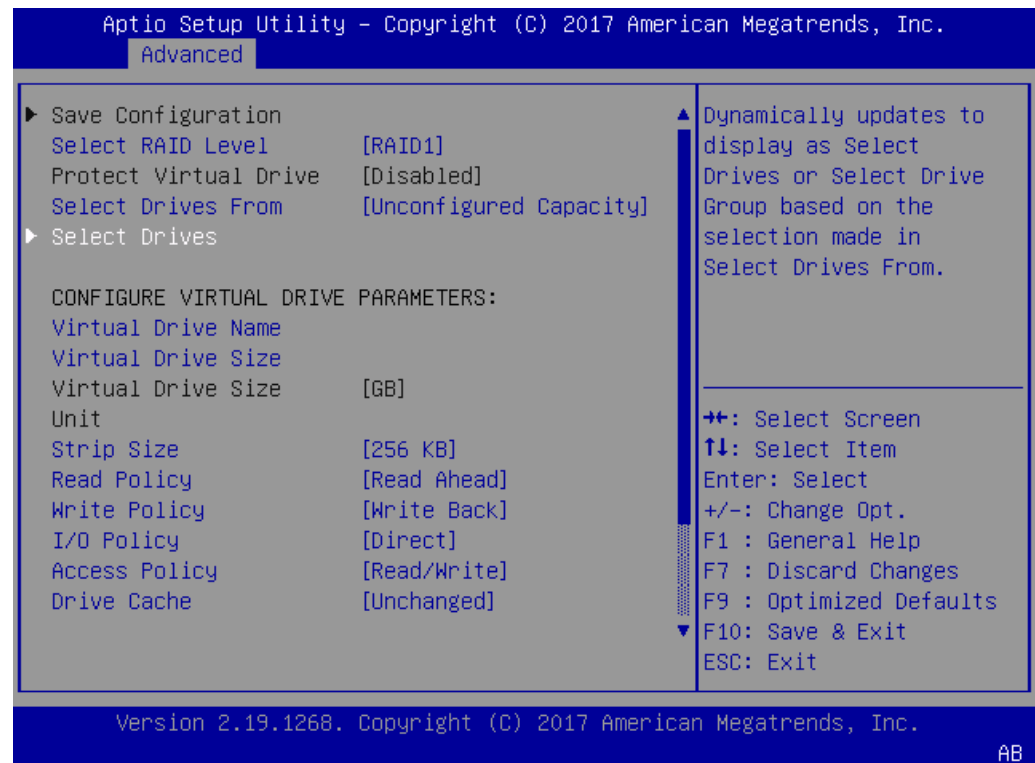 Aptio Setup Utility – Copyright (C) 2017 American Megatrends, Inc.
Advanced
▶ Save Configuration
Select RAID Level [RAID1]
Protect Virtual Drive [Disabled]
Select Drives From [Unconfigured Capacity]
▶ Select Drives
CONFIGURE VIRTUAL DRIVE PARAMETERS:
Virtual Drive Name
Virtual Drive Size
Virtual Drive Size [GB]
Unit
Strip Size [256 KB]
Read Policy [Read Ahead]
Write Policy [Write Back]
I/O Policy [Direct]
Access Policy [Read/Write]
Drive Cache [Unchanged]
Dynamically updates to
display as Select
Drives or Select Drive
Group based on the
selection made in
Select Drives From.
→←: Select Screen
↑↓: Select Item
Enter: Select
+/-: Change Opt.
F1 : General Help
F7 : Discard Changes
F9 : Optimized Defaults
F10: Save & Exit
ESC: Exit
Version 2.19.1268. Copyright (C) 2017 American Megatrends, Inc.
AB